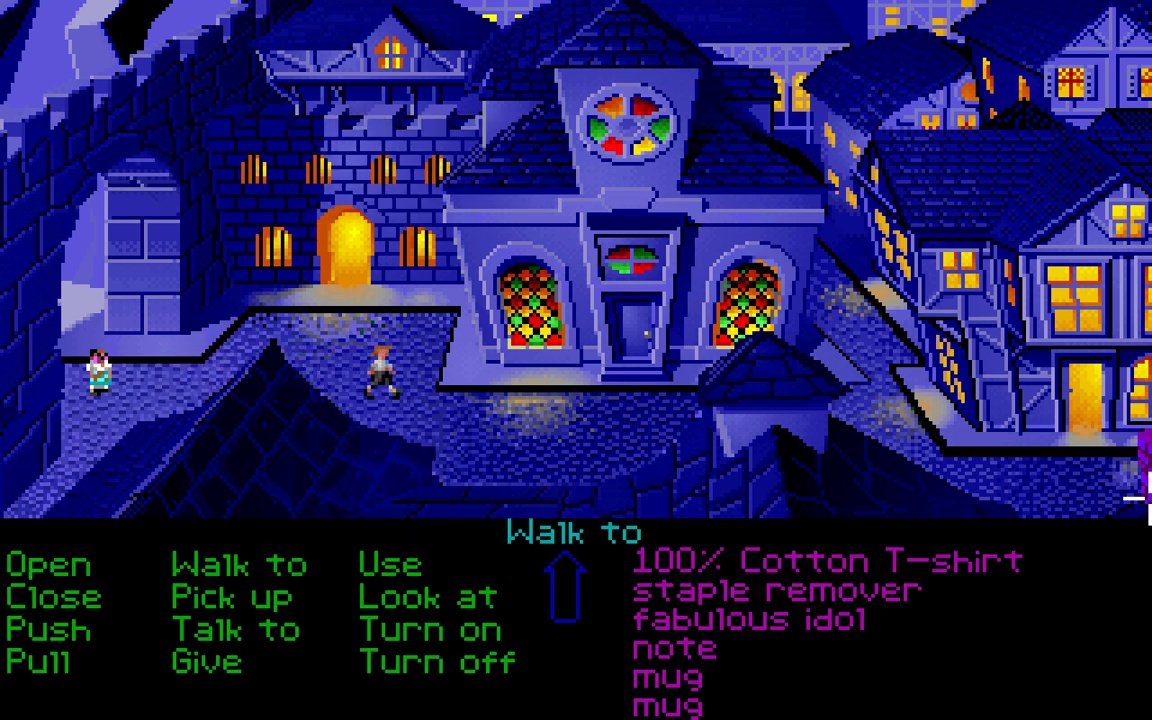 Walk to
Open Walk to Use
Close Pick up Look at
Push Talk to Turn on
Pull Give Turn off
100% Cotton T-shirt
staple remover
fabulous idol
note
mug
mug